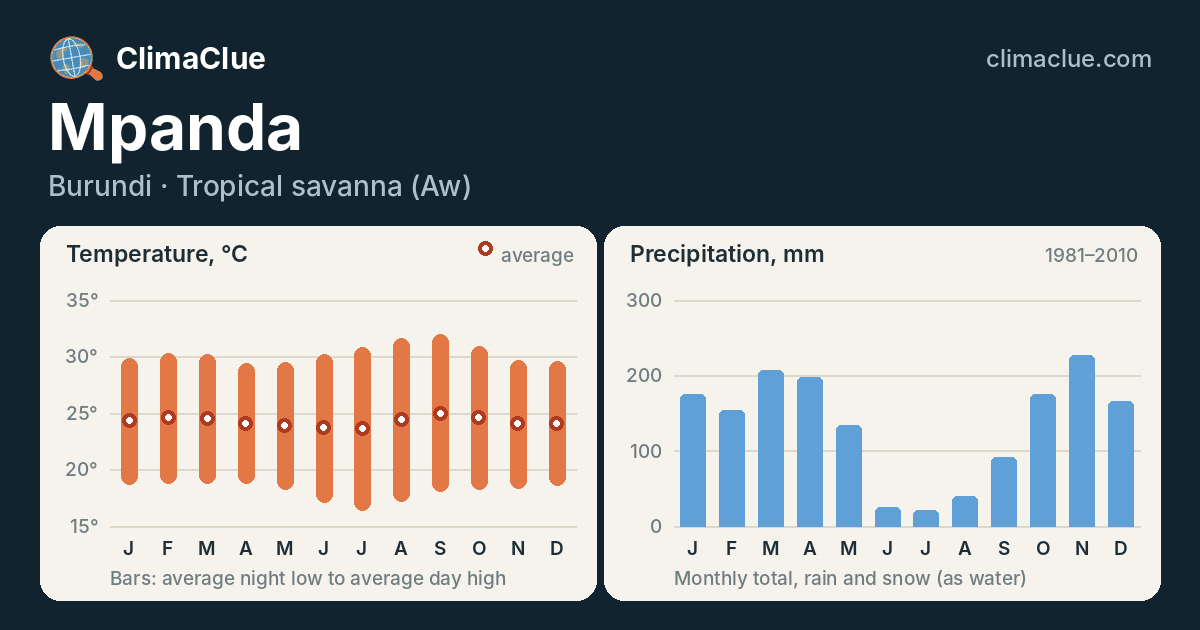 ClimaClue
climaclue.com
Mpanda
Burundi · Tropical savanna (Aw)
Temperature, °C
average
35°
30°
25°
20°
15°
J F M A M J J A S O N D
Bars: average night low to average day high
Precipitation, mm
1981–2010
300
200
100
0
J F M A M J J A S O N D
Monthly total, rain and snow (as water)